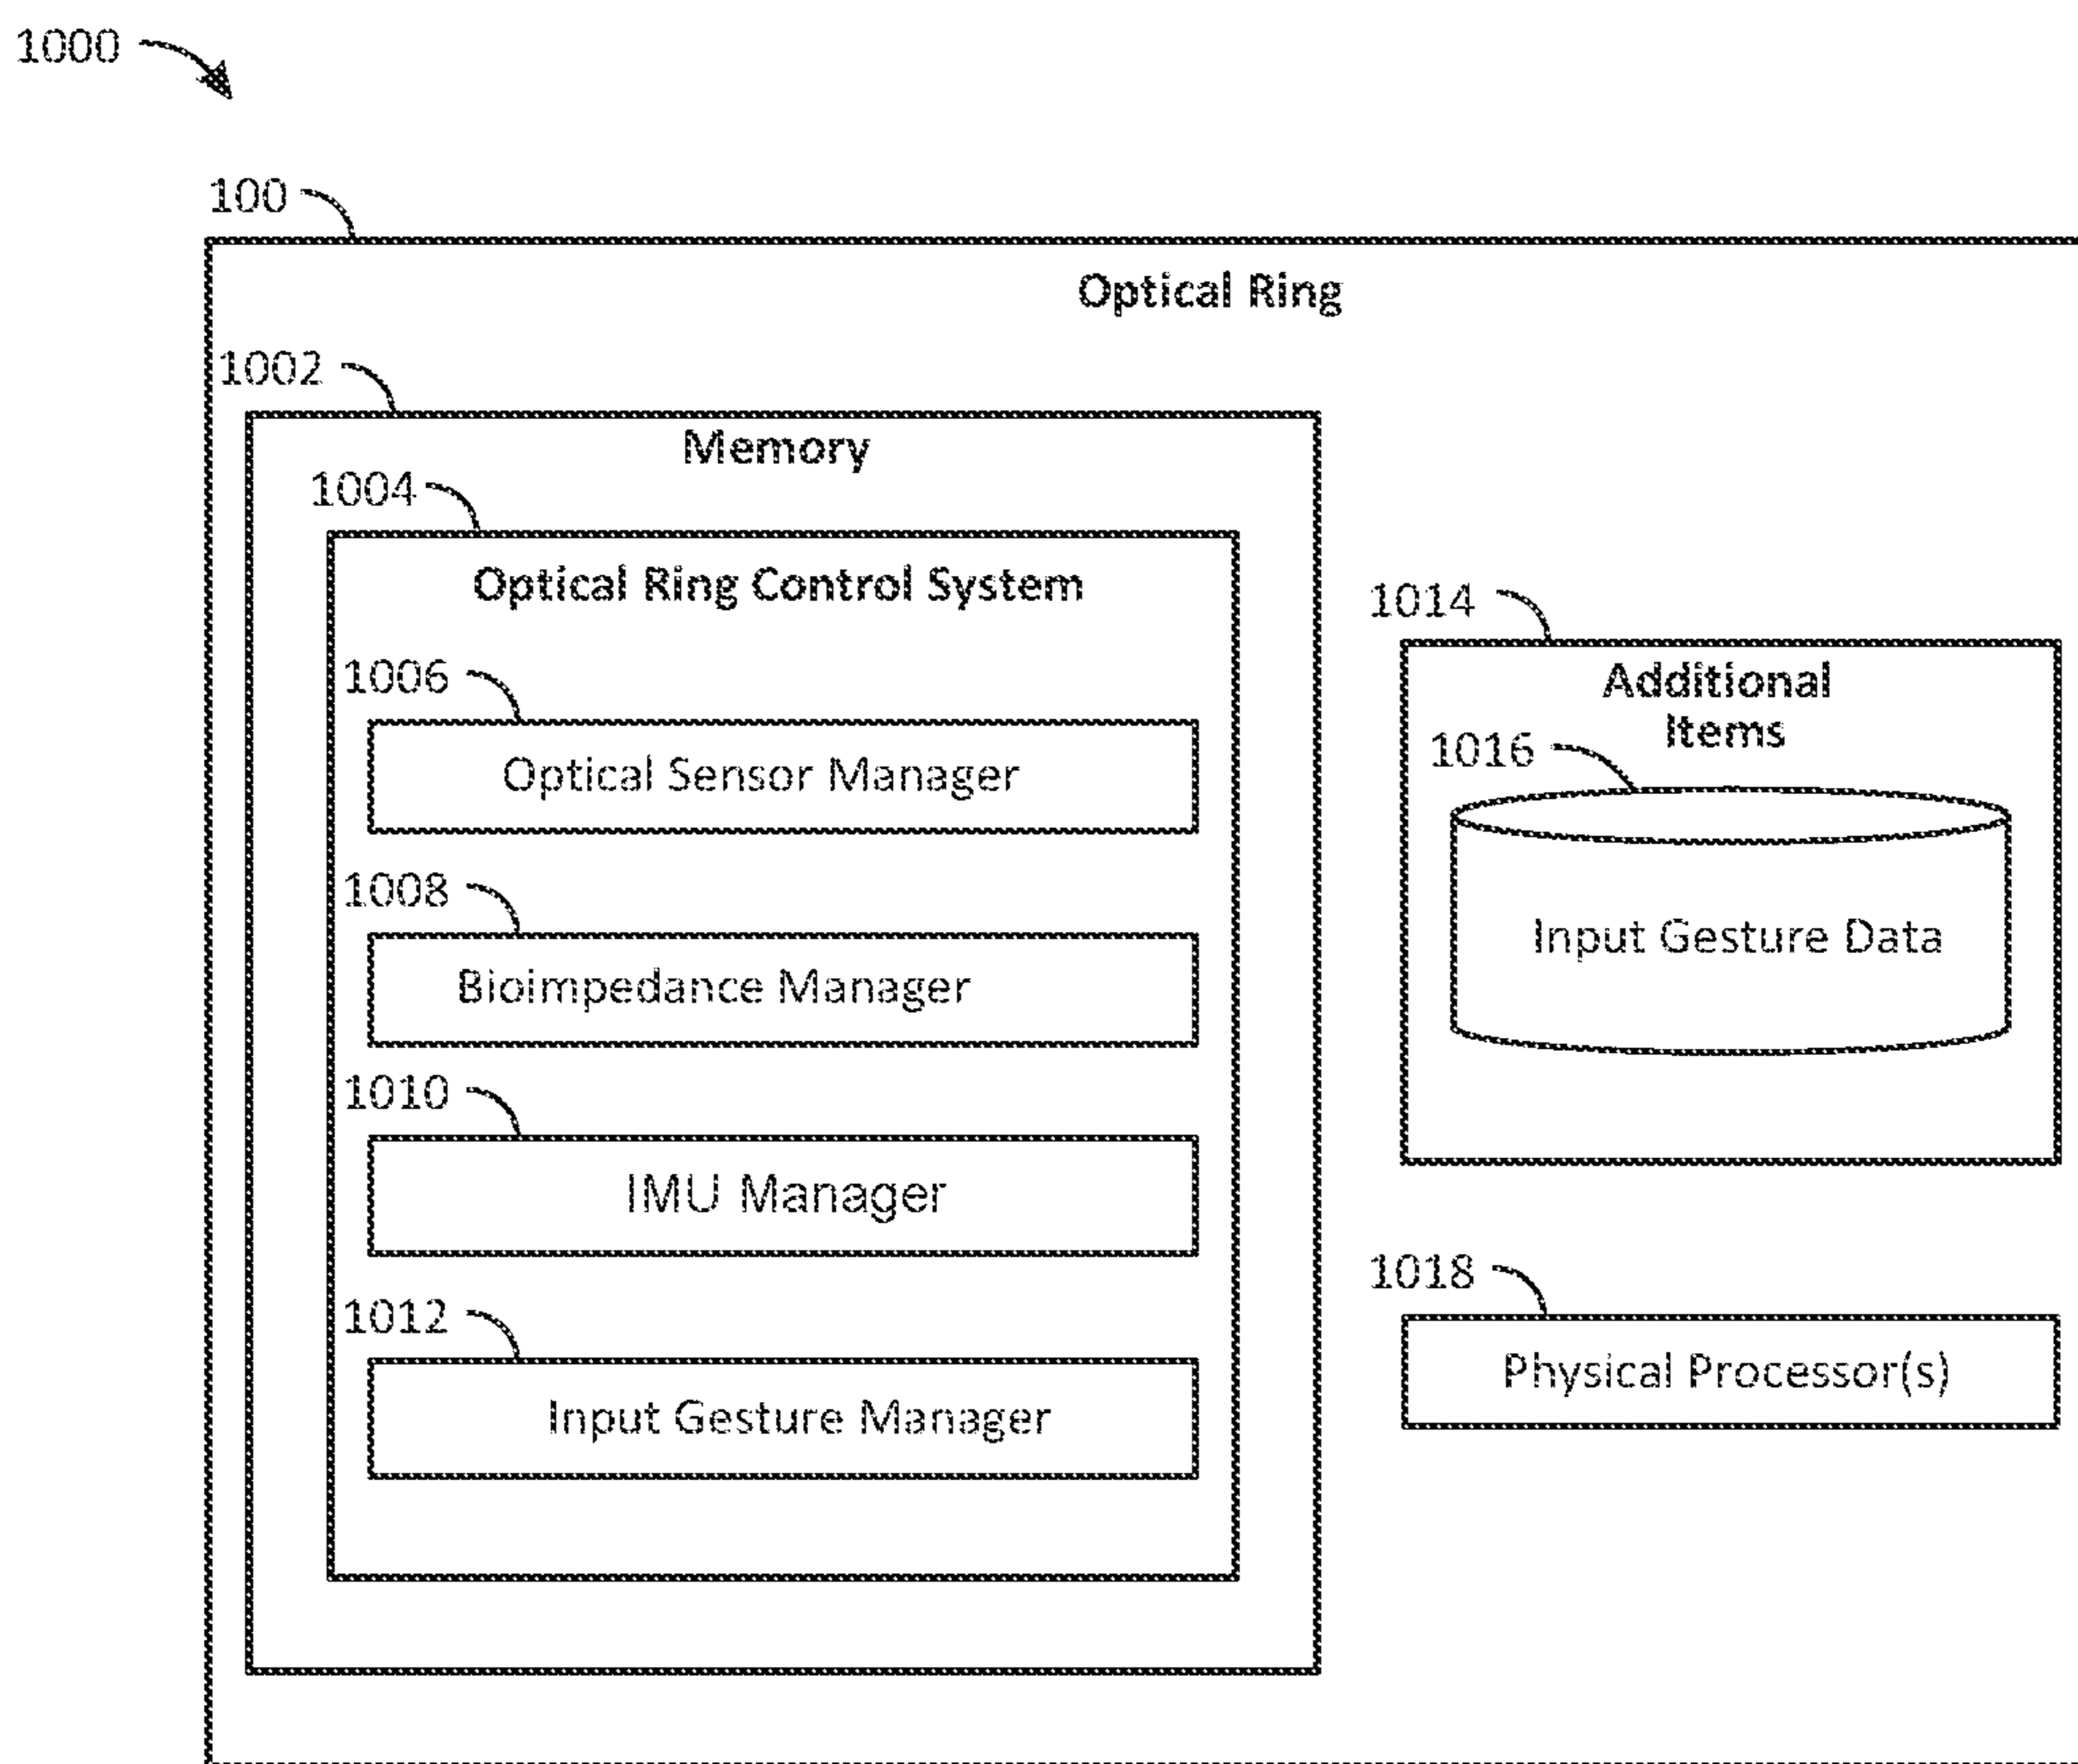 1000
100
Optical Ring
1002
Memory
1004
Optical Ring Control System
1006
Optical Sensor Manager
1008
Bioimpedance Manager
1010
IMU Manager
1012
Input Gesture Manager
1014
Additional
Items
1016
Input Gesture Data
1018
Physical Processor(s)